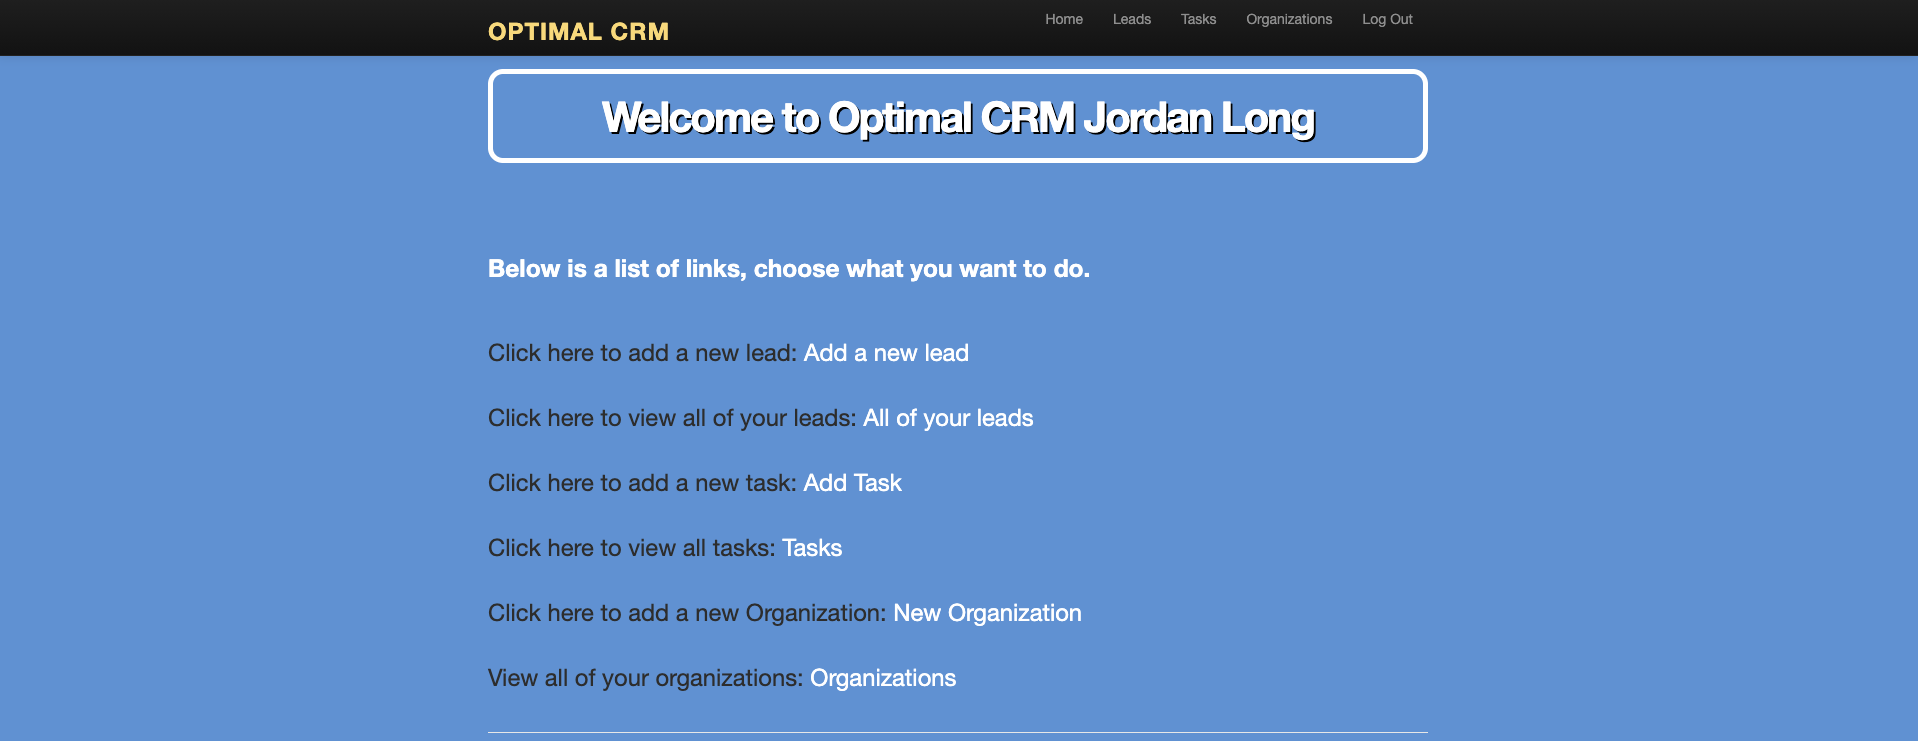 OPTIMAL CRM
Home Leads Tasks Organizations Log Out
Welcome to Optimal CRM Jordan Long
Below is a list of links, choose what you want to do.
Click here to add a new lead: Add a new lead
Click here to view all of your leads: All of your leads
Click here to add a new task: Add Task
Click here to view all tasks: Tasks
Click here to add a new Organization: New Organization
View all of your organizations: Organizations